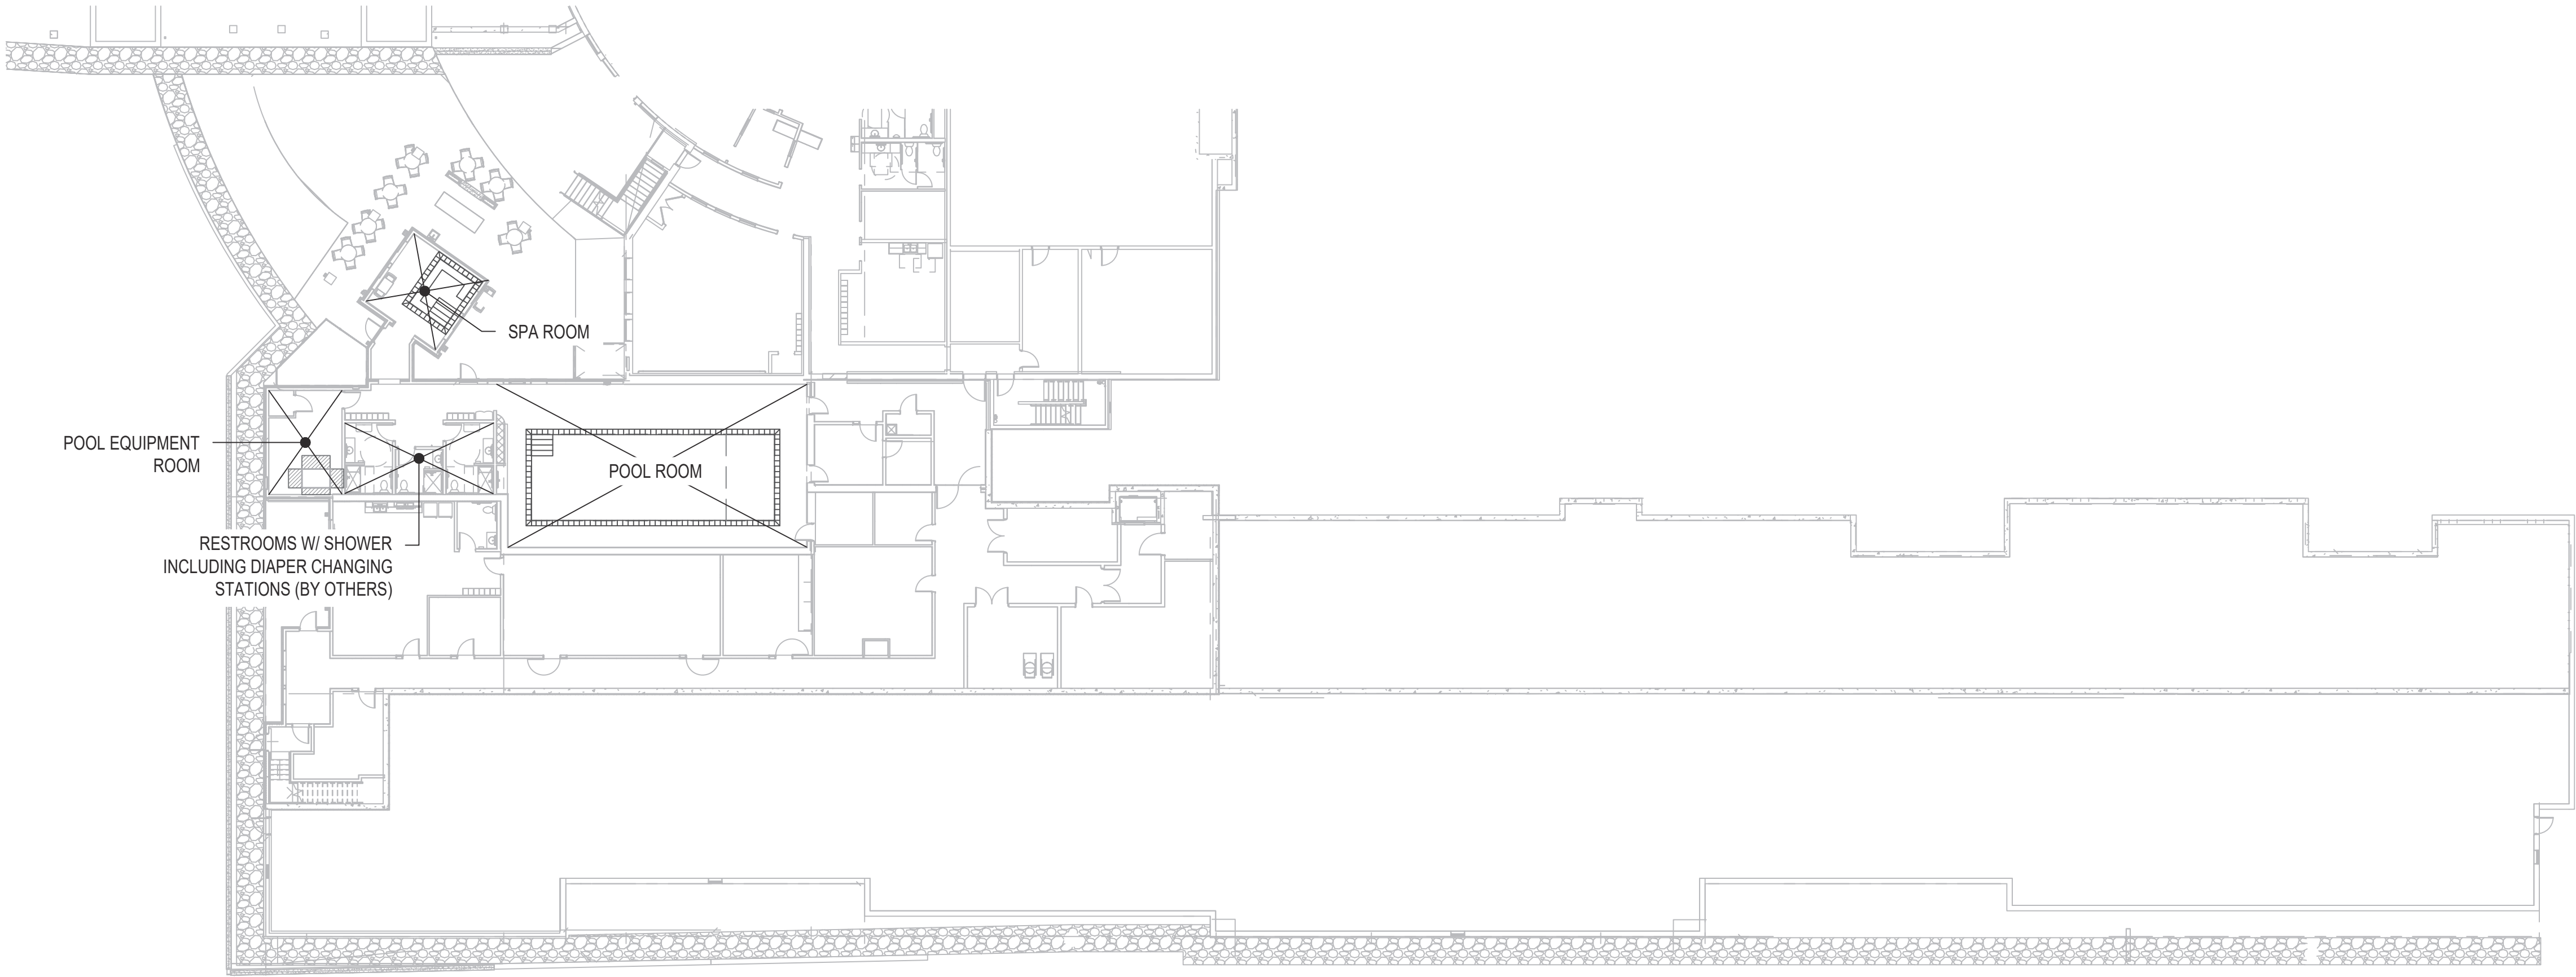 SPA ROOM
POOL EQUIPMENT
ROOM
POOL ROOM
RESTROOMS W/ SHOWER
INCLUDING DIAPER CHANGING
STATIONS (BY OTHERS)